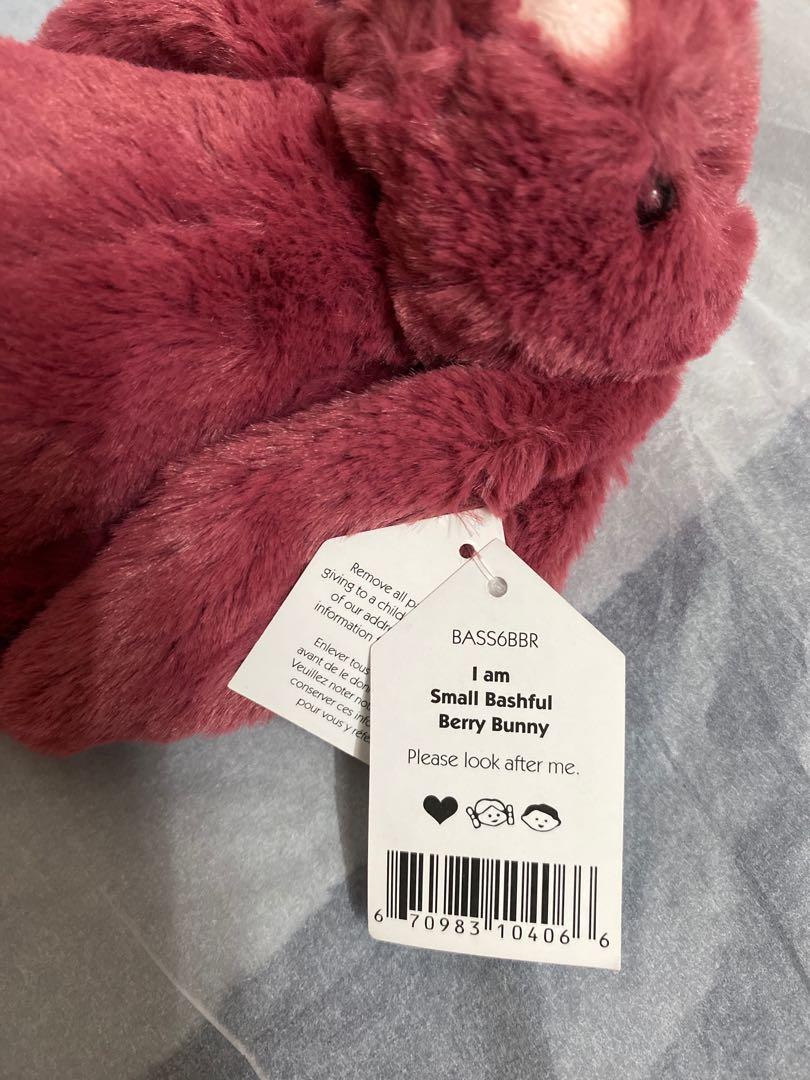 Remove all
giving to a child
of our
information
Enlever tous
avant de le
Veuillez noter
conserver ces
pour vous y
BASS6BBR
I am
Small Bashful
Berry Bunny
Please look after me.
6 70983 10406 6